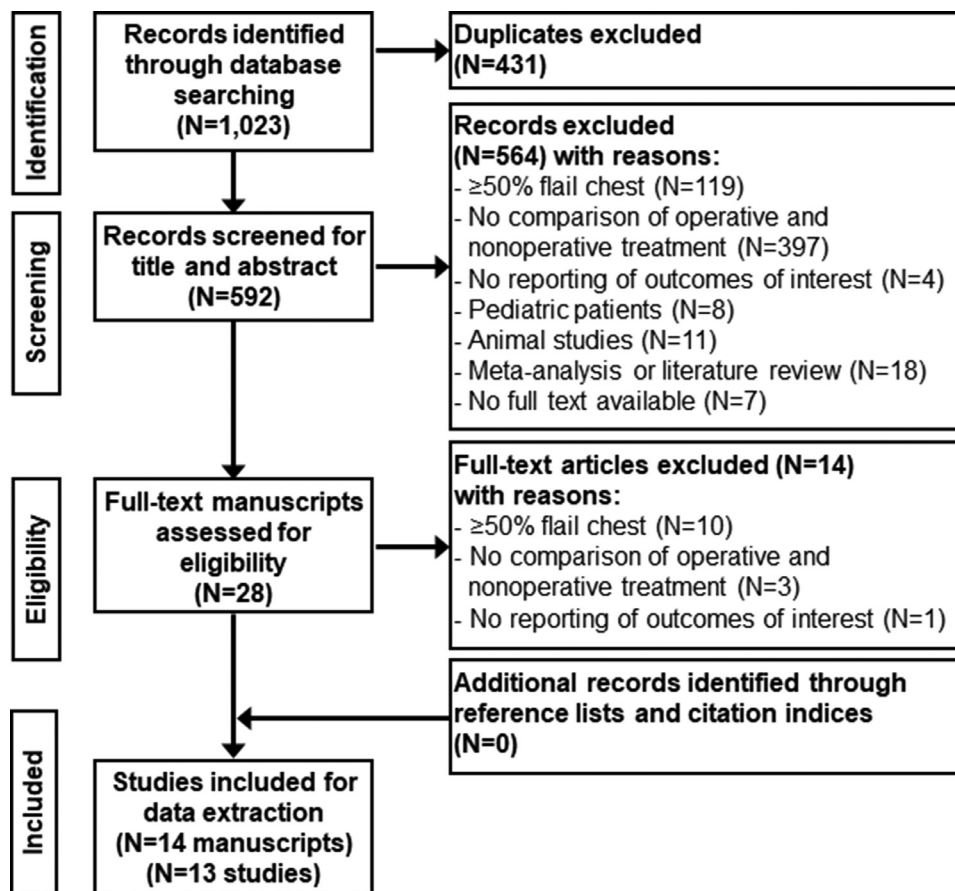 Identification
Records identified
through database
searching
(N=1,023)
Duplicates excluded
(N=431)
Records excluded
(N=564) with reasons:
- ≥50% flail chest (N=119)
- No comparison of operative and
nonoperative treatment (N=397)
- No reporting of outcomes of interest (N=4)
- Pediatric patients (N=8)
- Animal studies (N=11)
- Meta-analysis or literature review (N=18)
- No full text available (N=7)
Screening
Records screened for
title and abstract
(N=592)
Eligibility
Full-text manuscripts
assessed for
eligibility
(N=28)
Full-text articles excluded (N=14)
with reasons:
- ≥50% flail chest (N=10)
- No comparison of operative and
nonoperative treatment (N=3)
- No reporting of outcomes of interest (N=1)
Additional records identified through
reference lists and citation indices
(N=0)
Included
Studies included for
data extraction
(N=14 manuscripts)
(N=13 studies)